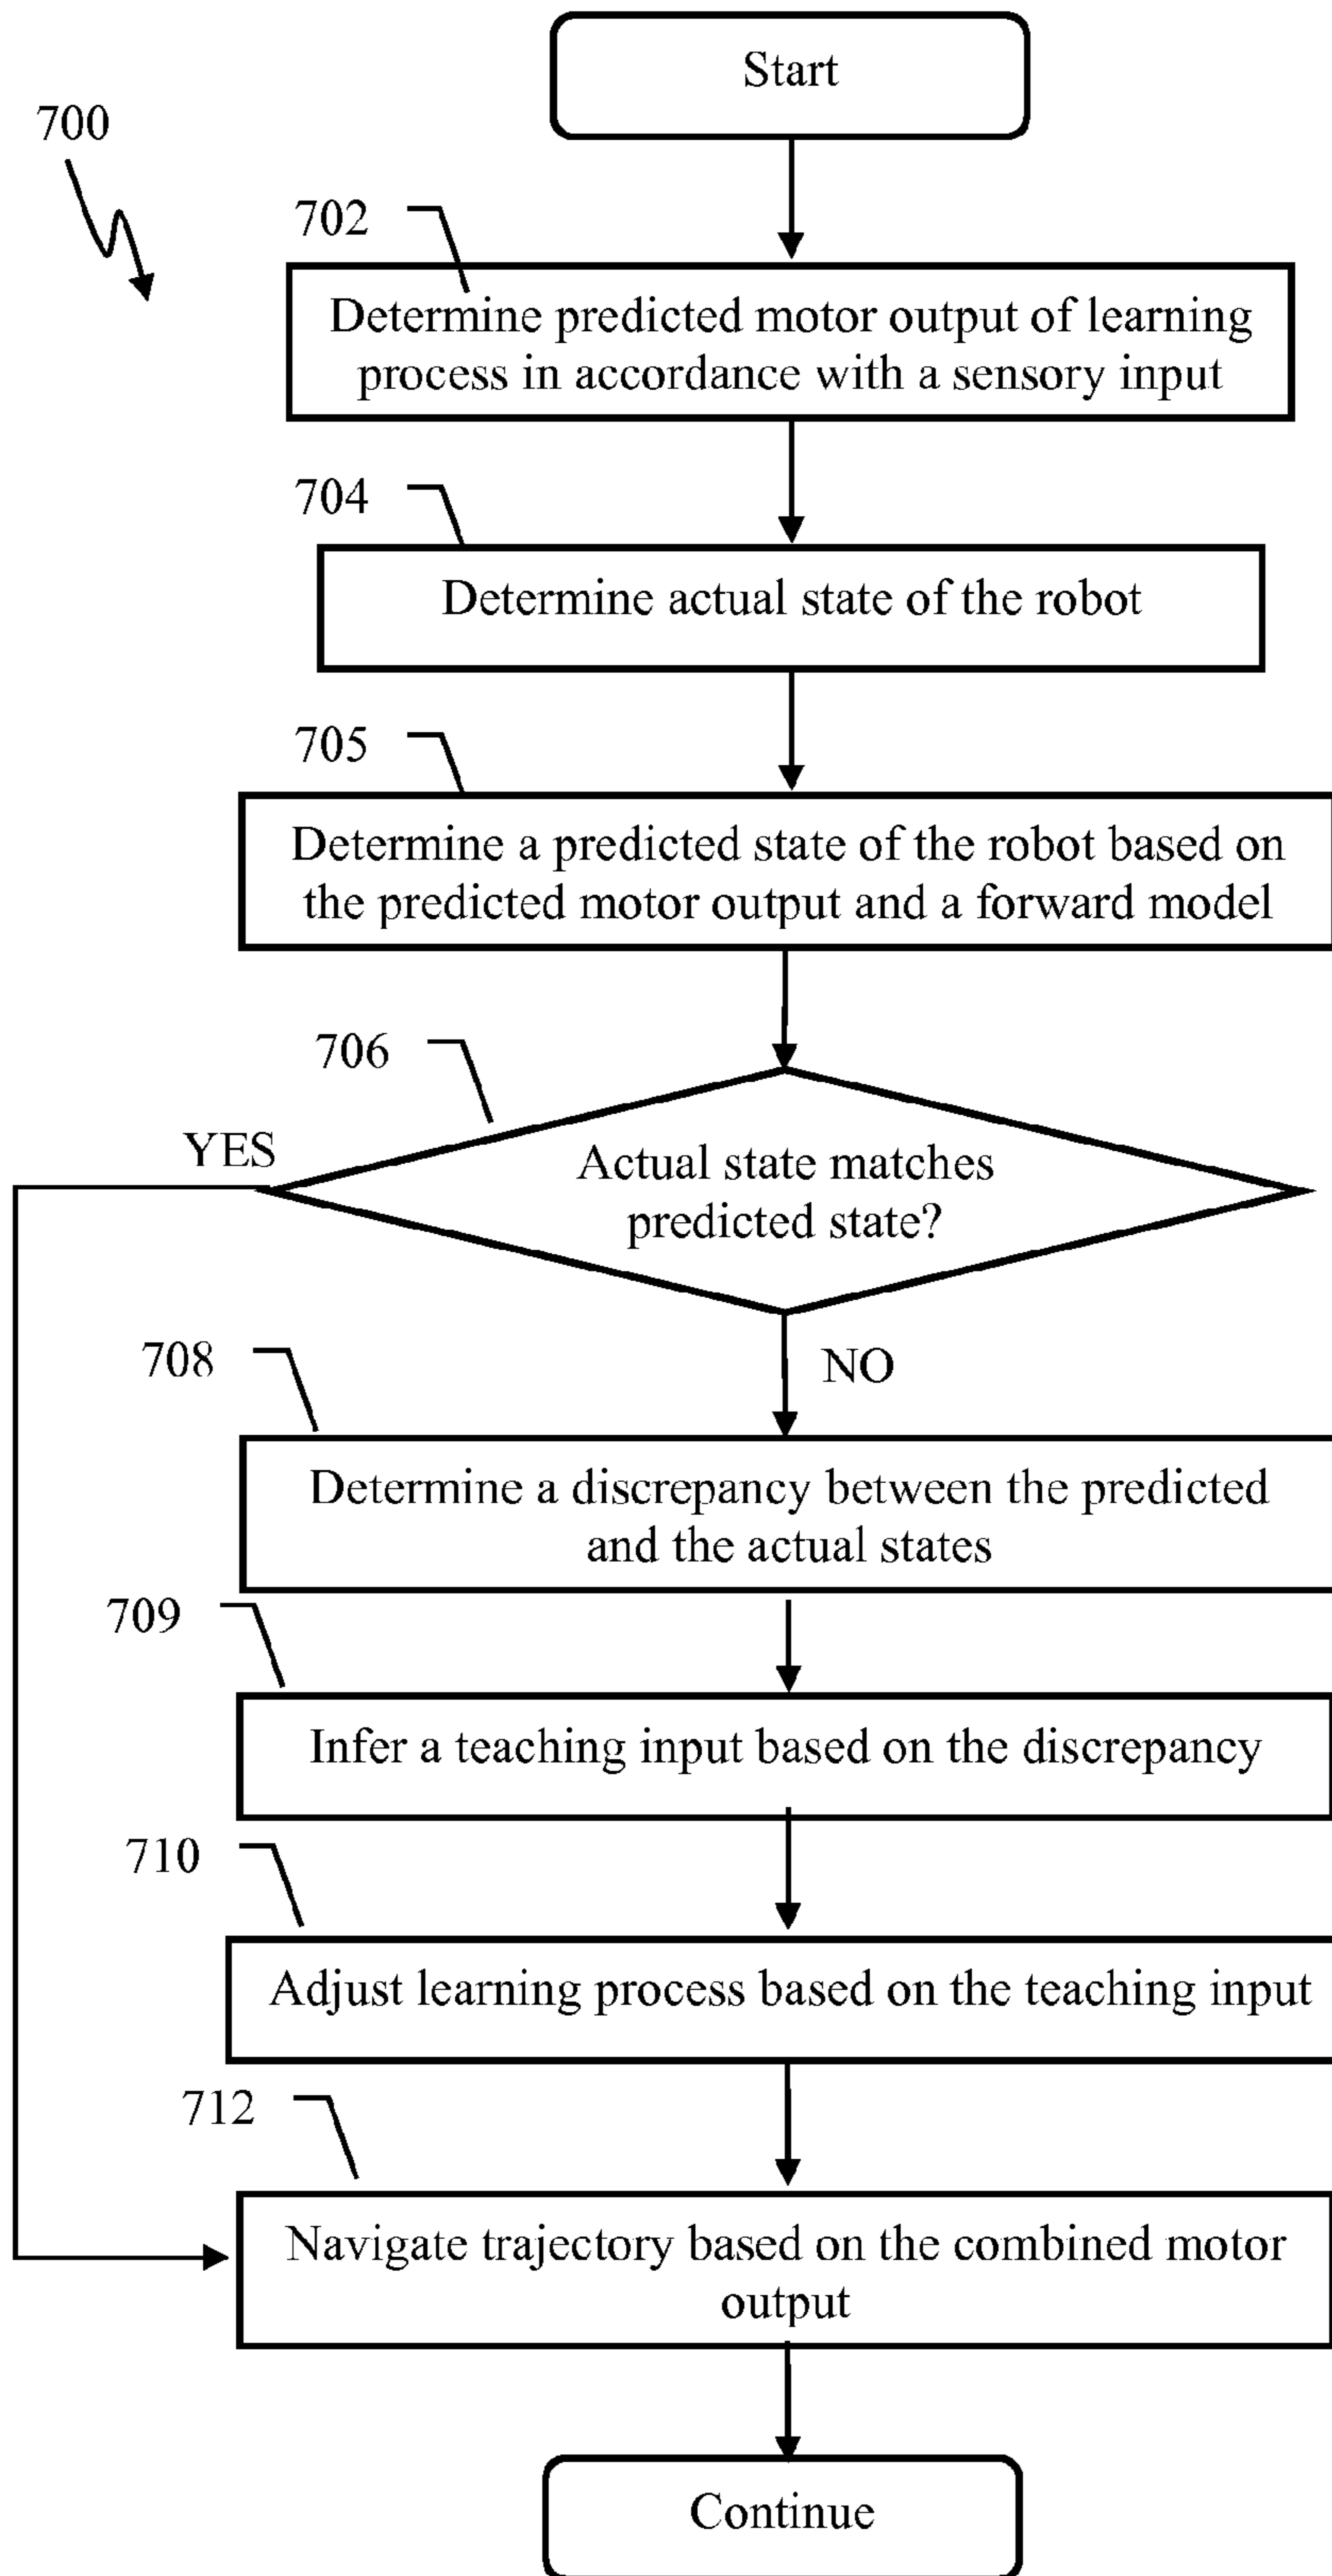 Start
700
702
Determine predicted motor output of learning
process in accordance with a sensory input
704
Determine actual state of the robot
705
Determine a predicted state of the robot based on
the predicted motor output and a forward model
706
YES
Actual state matches
predicted state?
NO
708
Determine a discrepancy between the predicted
and the actual states
709
Infer a teaching input based on the discrepancy
710
Adjust learning process based on the teaching input
712
Navigate trajectory based on the combined motor
output
Continue